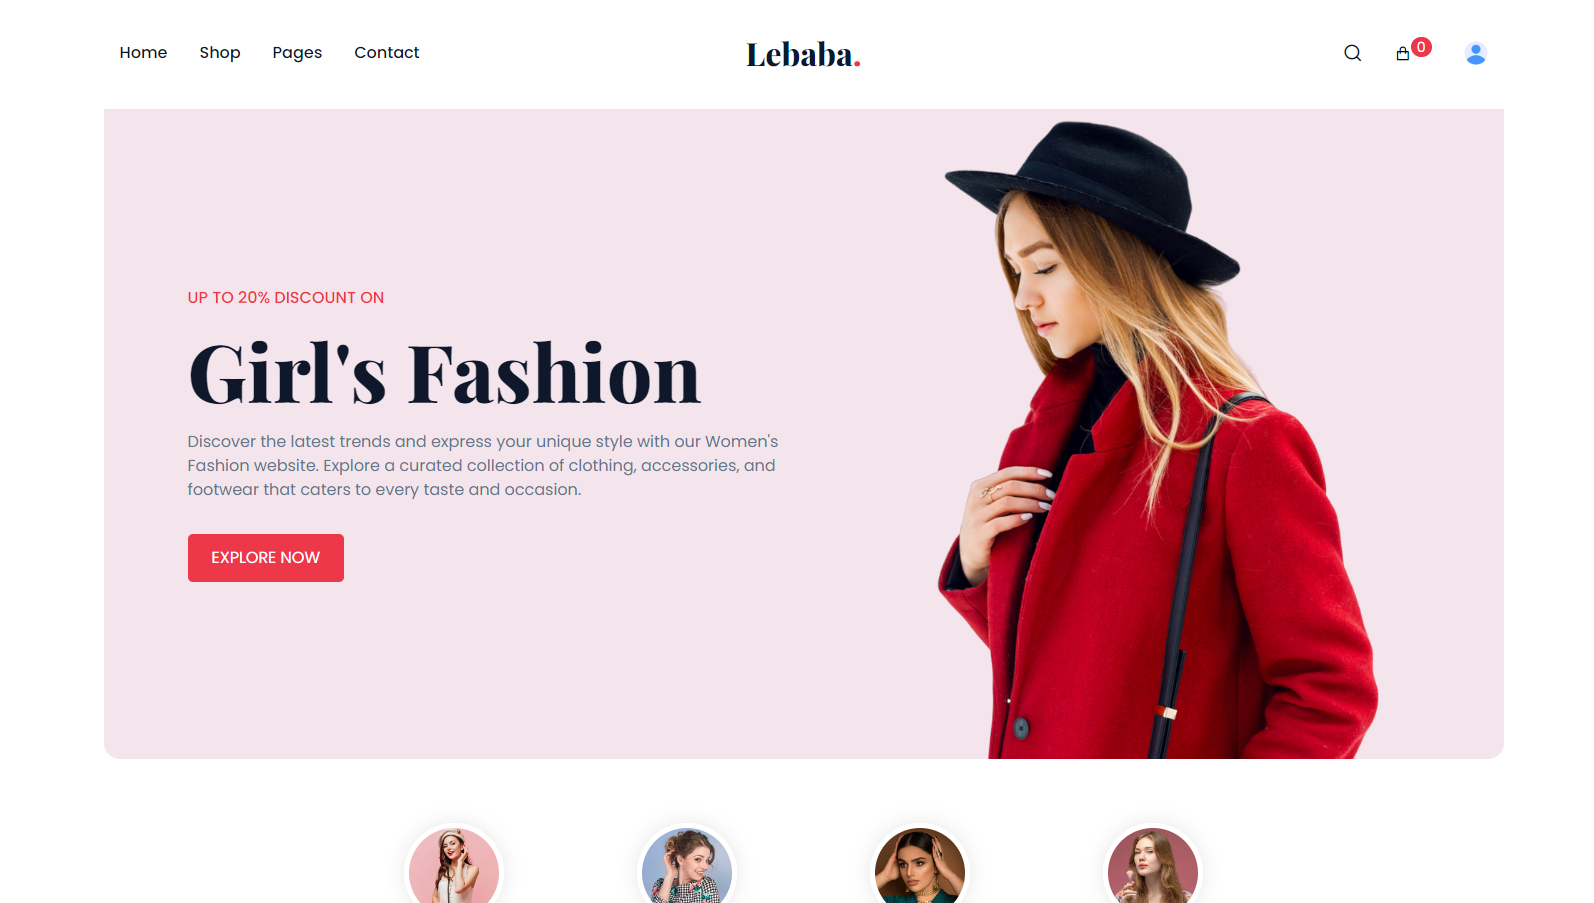 Home Shop Pages Contact
Lebaba.
0
UP TO 20% DISCOUNT ON
Girl's Fashion
Discover the latest trends and express your unique style with our Women's
Fashion website. Explore a curated collection of clothing, accessories, and
footwear that caters to every taste and occasion.
EXPLORE NOW